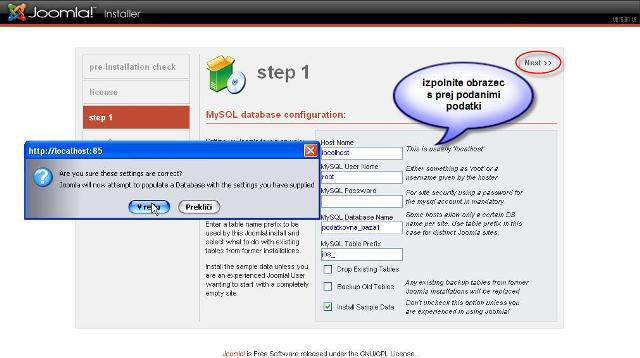 Joomla! Installer
pre-installation check
license
step 1
step 1
Next >>
izpolnite obrazec
s prej podanimi
podatki
MySQL database configuration:
http://localhost:85
Are you sure these settings are correct?
Joomla will now attempt to populate a Database with the settings you have supplied
V redu
Prekliči
Enter a table name prefix to
be used by this Joomla! install and
select what to do with existing
tables from former installations.
Install the sample data unless you
are an experienced Joomla! User
wanting to start with a completely
empty site.
Host Name
localhost
This is usually 'localhost'
MySQL User Name
root
Either something as 'root' or a
username given by the hoster
MySQL Password
For site security using a password for
the mysql account in mandatory
MySQL Database Name
podatkovna_baza1
Some hosts allow only a certain DB
name per site. Use table prefix in this
case for distinct Joomla! sites.
MySQL Table Prefix
jos_
Drop Existing Tables
Backup Old Tables
Any existing backup tables from former
Joomla! installations will be replaced
Install Sample Data
Don't uncheck this option unless you
are experienced in using Joomla!
Joomla! is Free Software released under the GNU/GPL License.